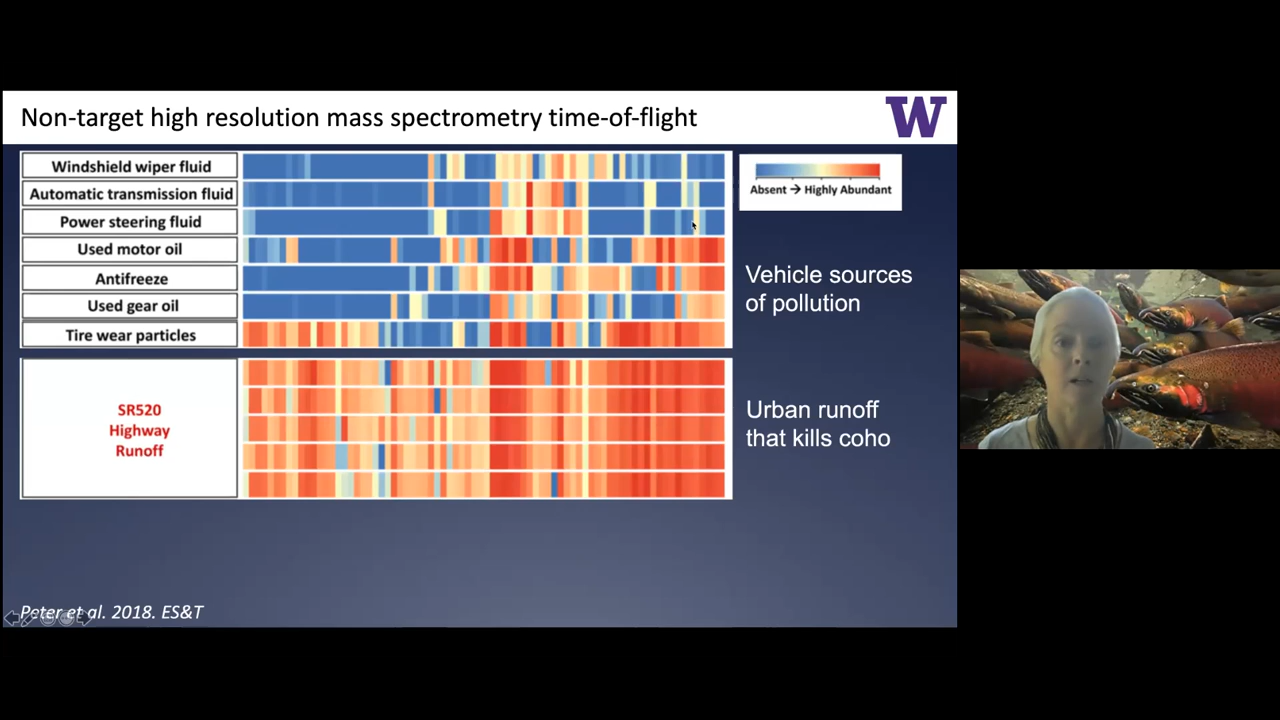 Non-target high resolution mass spectrometry time-of-flight
W
Windshield wiper fluid
Automatic transmission fluid
Power steering fluid
Used motor oil
Antifreeze
Used gear oil
Tire wear particles
Absent → Highly Abundant
Vehicle sources
of pollution
SR520
Highway
Runoff
Urban runoff
that kills coho
Peter et al. 2018. ES&T